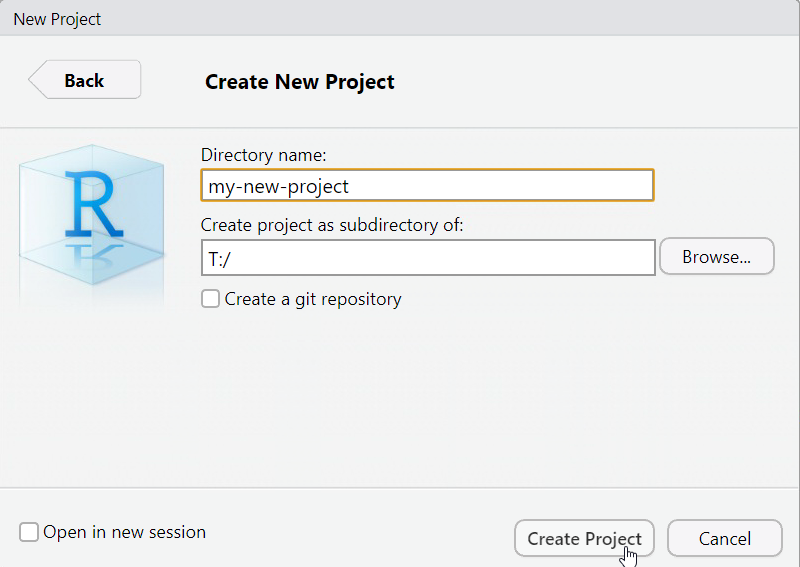 New Project
Back
Create New Project
R
Directory name:
my-new-project
Create project as subdirectory of:
T:/
Browse...
Create a git repository
Open in new session
Create Project
Cancel